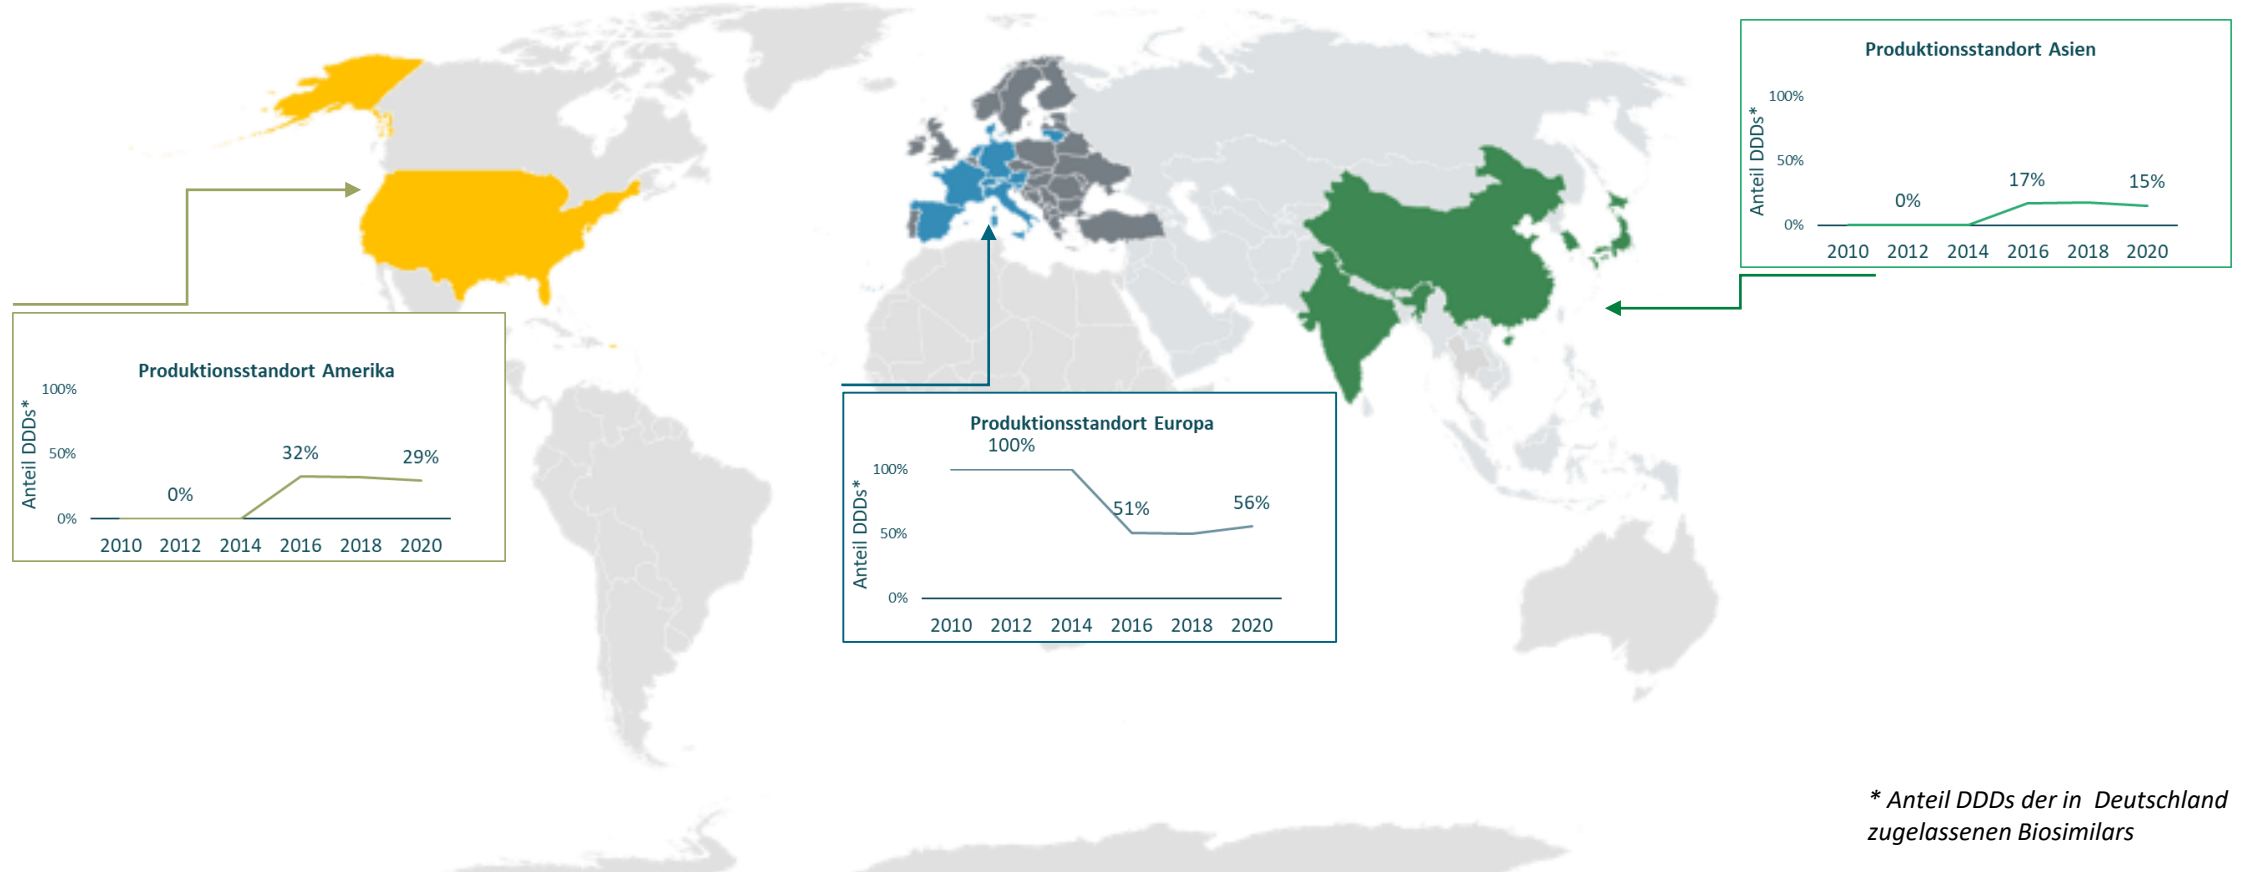 Produktionsstandort Asien
Anteil DDDs*
100%
50%
0%
0%
17%
15%
2010 2012 2014 2016 2018 2020
Produktionsstandort Amerika
Anteil DDDs*
100%
50%
0%
0%
32%
29%
2010 2012 2014 2016 2018 2020
Produktionsstandort Europa
100%
Anteil DDDs*
100%
50%
0%
51%
56%
2010 2012 2014 2016 2018 2020
* Anteil DDDs der in Deutschland
zugelassenen Biosimilars